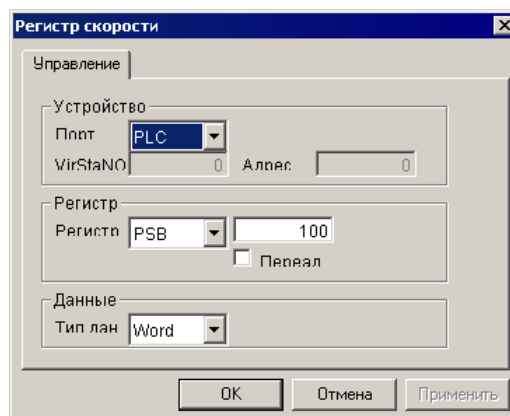 Регистр скорости
Управление
Устройство
Порт PLC
VirStaNO 0 Адрес 0
Регистр
Регистр PSB 100
Переад
Данные
Тип дан Word
OK Отмена Применить